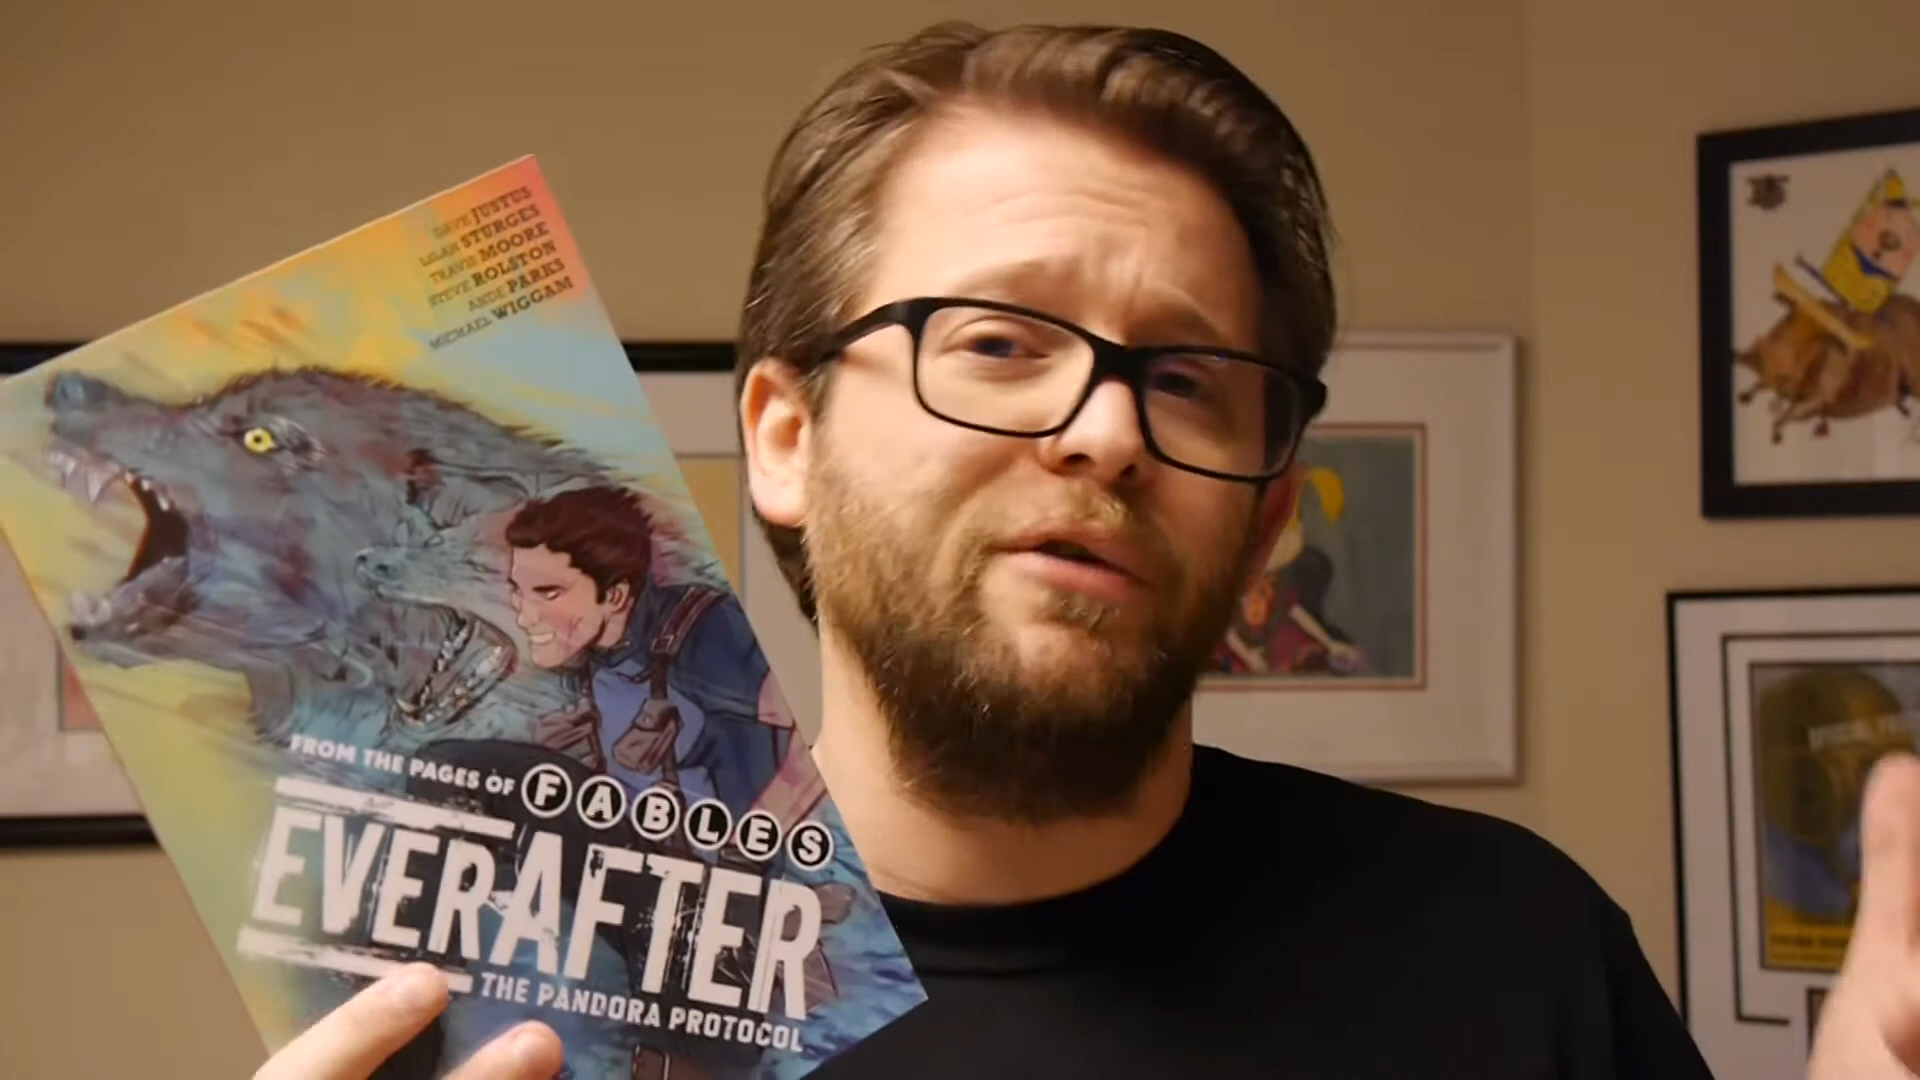 DAVE JUSTUS
LILAH STURGES
TRAVIS MOORE
STEVE ROLSTON
ANDE PARKS
MICHAEL WIGGAM
FROM THE PAGES OF FABLES
EVERAFTER
THE PANDORA PROTOCOL